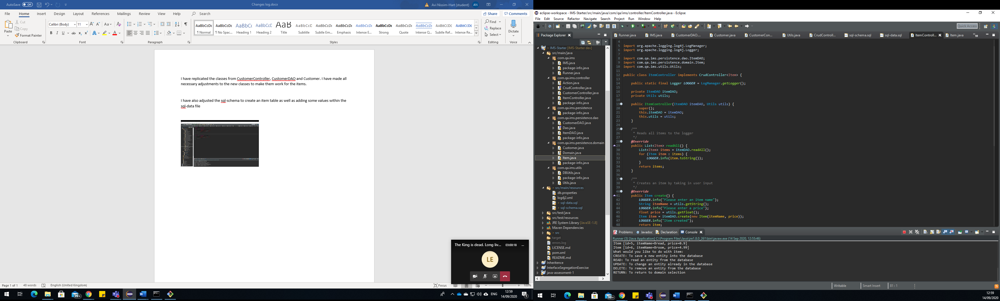 AutoSave Off
Changes log.docx
Avi Nissim-Hart (student) AN
File Home Insert Design Layout References Mailings Review View Help Search
Share Comments
Paste
Cut
Copy
Format Painter
Clipboard
Calibri (Body) 11
Font
Paragraph
¶ Normal
¶ No Spac...
Heading 1
Heading 2
Title
Subtitle
Subtle Em...
Emphasis
Intense E...
Strong
Quote
Intense Q...
Subtle Ref...
Intense Re...
Styles
Find
Replace
Select
Editing
Dictate
Voice
I have replicated the classes from CustomerController, CustomerDAO and Customer. I have made all
necessary adjustments to the new classes to make them work for the items.
I have also adjusted the sql-schema to create an item table as well as adding some values within the
sql-data file
The King is dead. Long liv... 03:00:18
LE
Page 1 of 1 48 words English (United Kingdom)
Focus
100%
99+
ENG
12:59
14/09/2020
eclipse-workspace - IMS-Starter/src/main/java/com/qa/ims/controller/ItemController.java - Eclipse
File Edit Source Refactor Navigate Search Project Run Window Help
Quick Access
Package Explorer
> IMS-Starter [IMS-Starter dev]
src/main/java
com.qa.ims
IMS.java
package-info.java
Runner.java
com.qa.ims.controller
Action.java
CrudController.java
CustomerController.java
ItemController.java
package-info.java
com.qa.ims.persistence
package-info.java
com.qa.ims.persistence.dao
CustomerDAO.java
Dao.java
ItemDAO.java
package-info.java
com.qa.ims.persistence.domain
Customer.java
Domain.java
Item.java
package-info.java
com.qa.ims.utils
DBUtils.java
package-info.java
Utils.java
> src/main/resources
db.properties
log4j2.xml
> sql-data.sql
> sql-schema.sql
src/test/java
src/test/resources
JRE System Library [JavaSE-1.8]
Maven Dependencies
> src
target
errors.log
LICENSE.md
pom.xml
README.md
Inheritence
InterfaceSegregationExercise
java-assessment-1
Runner.java IMS.java CustomerDAO.... Customer.java CustomerCon... Utils.java CrudControll... sql-schema.sql sql-data.sql ItemControll... Item.java
4
5 import org.apache.logging.log4j.LogManager;
6 import org.apache.logging.log4j.Logger;
7
8 import com.qa.ims.persistence.dao.ItemDAO;
9 import com.qa.ims.persistence.domain.Item;
10 import com.qa.ims.utils.Utils;
11
12 public class ItemController implements CrudController<Item> {
13
14 public static final Logger LOGGER = LogManager.getLogger();
15
16 private ItemDAO itemDAO;
17 private Utils utils;
18
19 public ItemController(ItemDAO itemDAO, Utils utils) {
20 super();
21 this.itemDAO = itemDAO;
22 this.utils = utils;
23 }
24
25 /**
26 * Reads all items to the logger
27 */
28 @Override
29 public List<Item> readAll() {
30 List<Item> items = itemDAO.readAll();
31 for (Item item : items) {
32 LOGGER.info(item.toString());
33 }
34 return items;
35 }
36
37 /**
38 * Creates an item by taking in user input
39 */
40 @Override
41 public Item create() {
42 LOGGER.info("Please enter an item name");
43 String itemName = utils.getString();
44 LOGGER.info("Please enter a price");
45 float price = utils.getFloat();
46 Item item = itemDAO.create(new Item(itemName, price));
47 LOGGER.info("Item created");
48 return item;
Problems Javadoc Declaration Console
Runner (3) [Java Application] C:\Program Files\Java\jre1.8.0_261\bin\javaw.exe (14 Sep 2020, 12:55:46)
Item [id=5, itemName=Bread, price=0.9]
Item [id=6, itemName=Broom, price=4.99]
What would you like to do with item:
CREATE: To save a new entity into the database
READ: To read an entity from the database
UPDATE: To change an entity already in the database
DELETE: To remove an entity from the database
RETURN: To return to domain selection
Writable Smart Insert 81 : 1
99+
12:59
14/09/2020